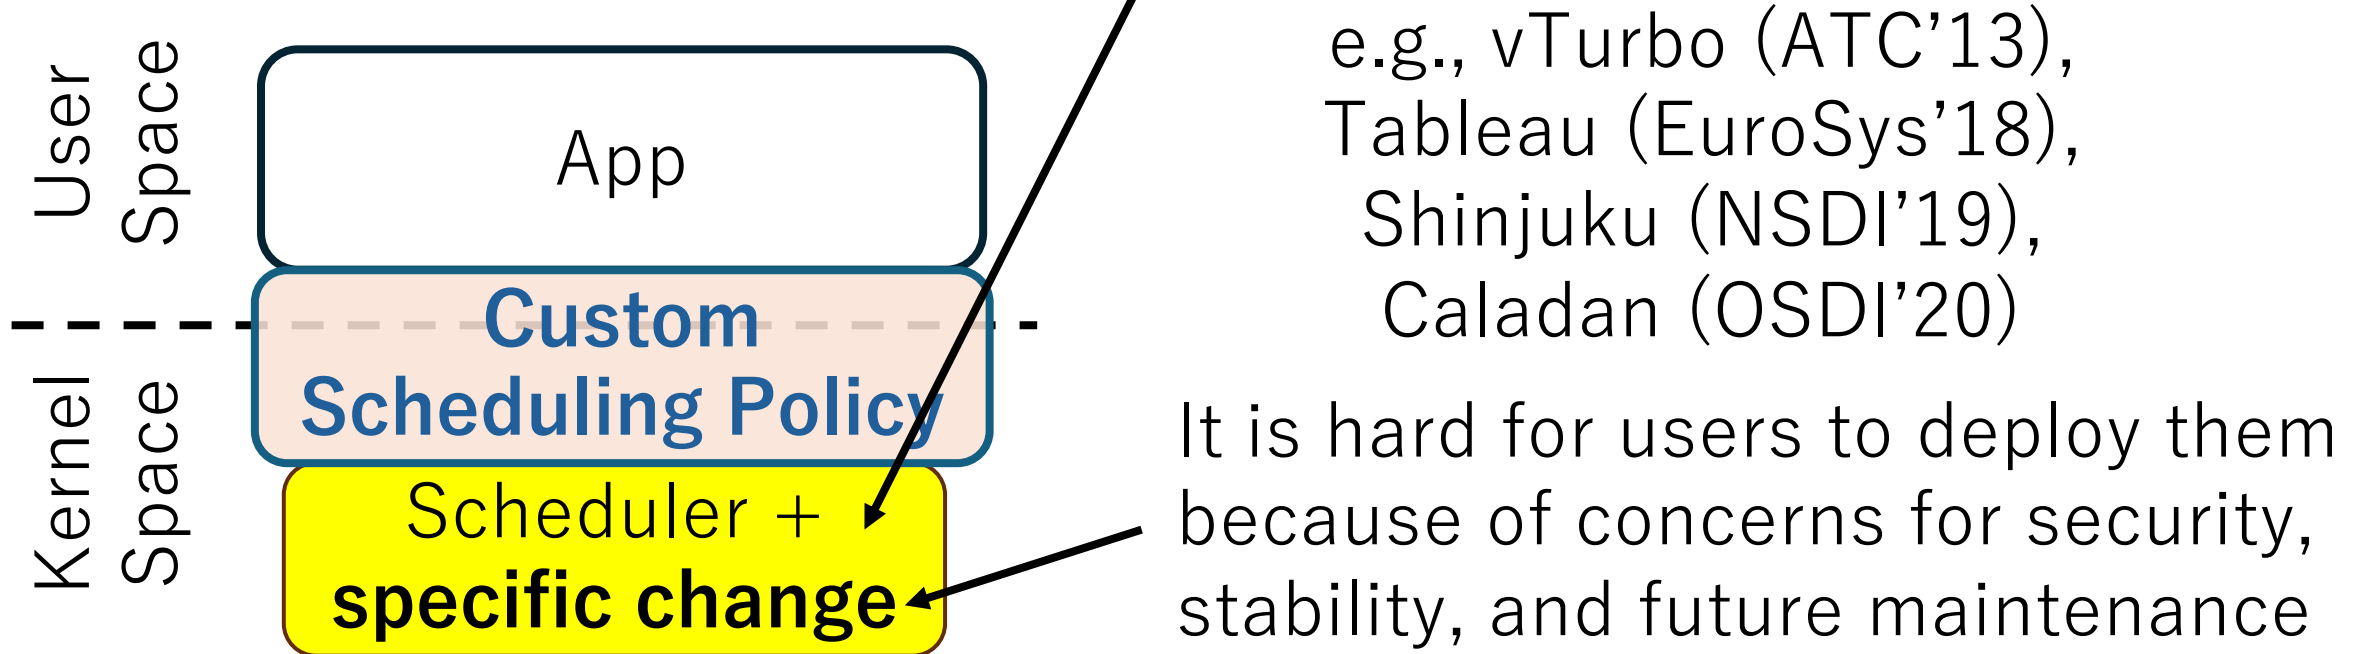 User
Space
App
Custom
Scheduling Policy
Kernel
Space
Scheduler +
specific change
e.g., vTurbo (ATC’13),
Tableau (EuroSys’18),
Shinjuku (NSDI’19),
Caladan (OSDI’20)
It is hard for users to deploy them
because of concerns for security,
stability, and future maintenance